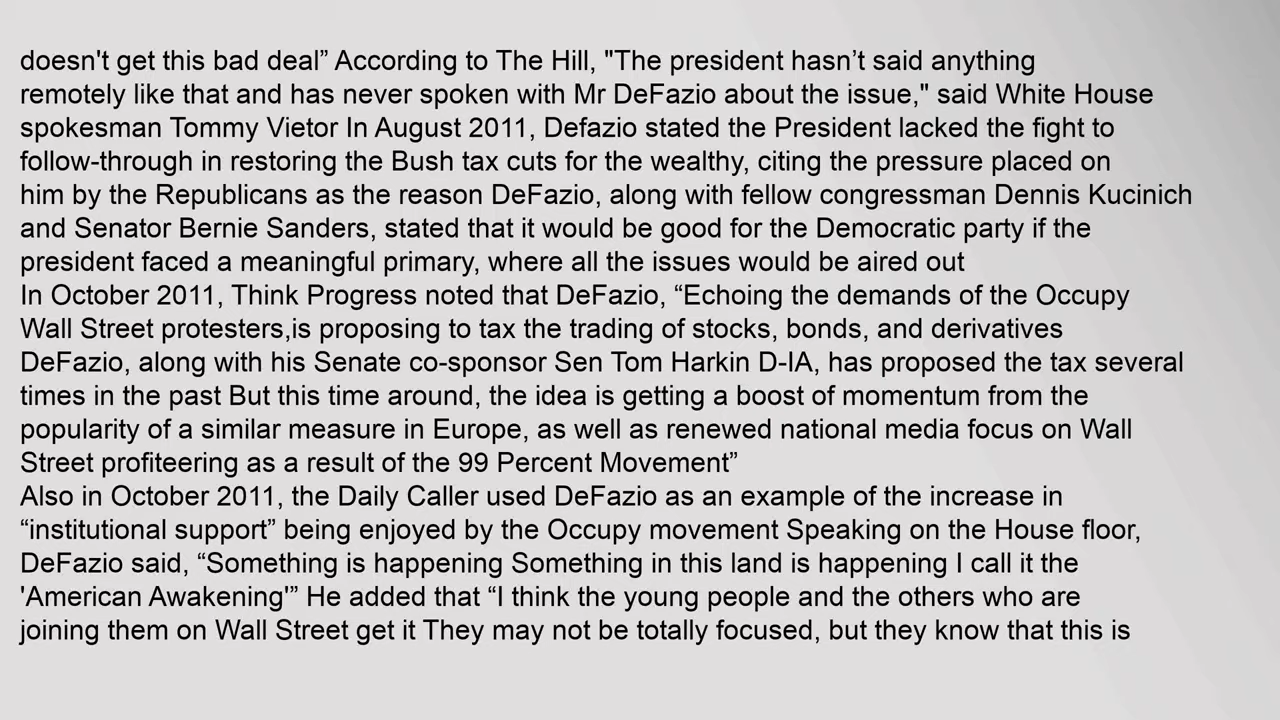 doesn't get this bad deal” According to The Hill, "The president hasn’t said anything
remotely like that and has never spoken with Mr DeFazio about the issue," said White House
spokesman Tommy Vietor In August 2011, Defazio stated the President lacked the fight to
follow-through in restoring the Bush tax cuts for the wealthy, citing the pressure placed on
him by the Republicans as the reason DeFazio, along with fellow congressman Dennis Kucinich
and Senator Bernie Sanders, stated that it would be good for the Democratic party if the
president faced a meaningful primary, where all the issues would be aired out
In October 2011, Think Progress noted that DeFazio, “Echoing the demands of the Occupy
Wall Street protesters,is proposing to tax the trading of stocks, bonds, and derivatives
DeFazio, along with his Senate co-sponsor Sen Tom Harkin D-IA, has proposed the tax several
times in the past But this time around, the idea is getting a boost of momentum from the
popularity of a similar measure in Europe, as well as renewed national media focus on Wall
Street profiteering as a result of the 99 Percent Movement”
Also in October 2011, the Daily Caller used DeFazio as an example of the increase in
“institutional support” being enjoyed by the Occupy movement Speaking on the House floor,
DeFazio said, “Something is happening Something in this land is happening I call it the
'American Awakening'” He added that “I think the young people and the others who are
joining them on Wall Street get it They may not be totally focused, but they know that this is